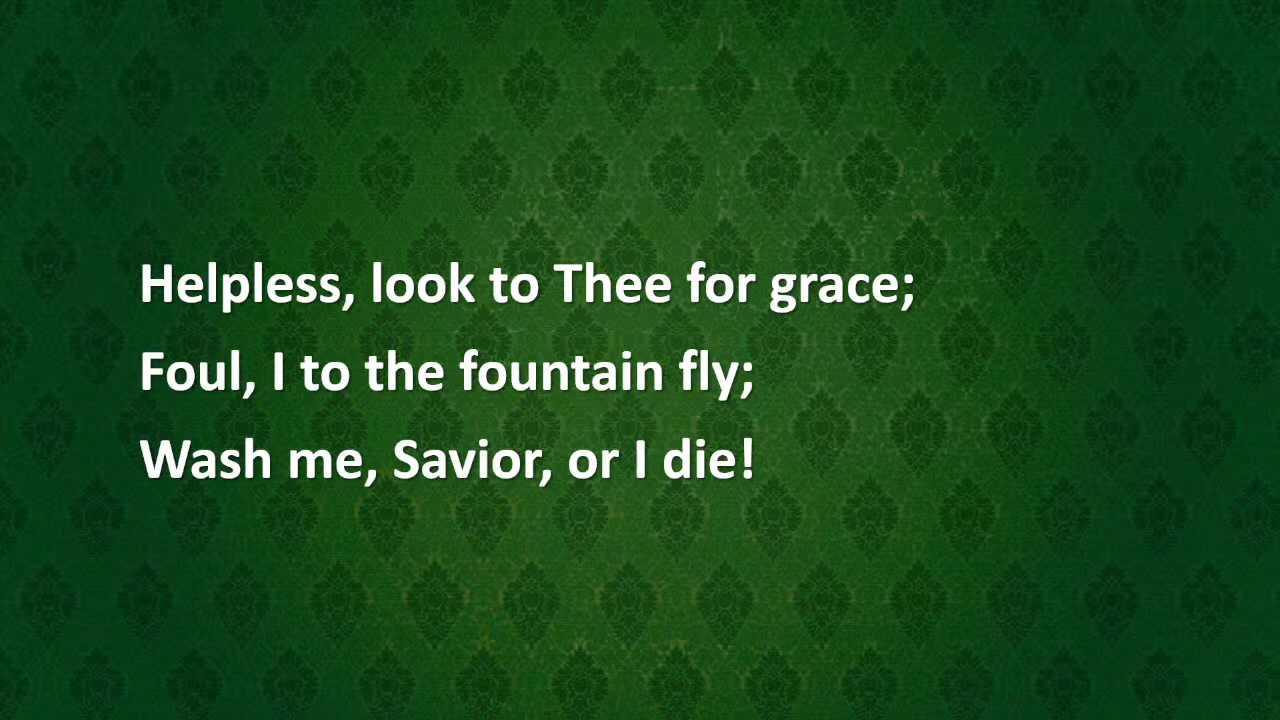 Helpless, look to Thee for grace;
Foul, I to the fountain fly;
Wash me, Savior, or I die!